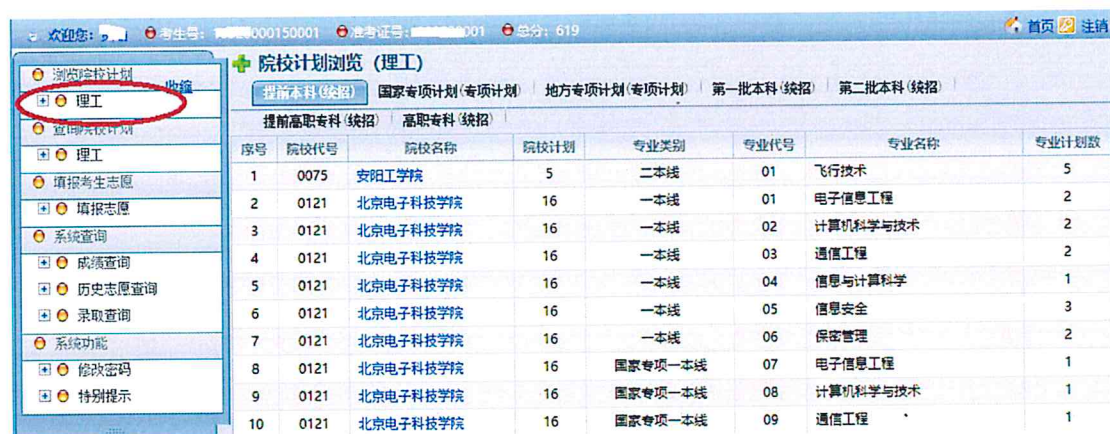 欢迎您: 考生号: 000150001 准考证号: 001 总分: 619 首页 注销
浏览院校计划 收缩
理工
查询院校计划
理工
填报考生志愿
填报志愿
系统查询
成绩查询
历史志愿查询
录取查询
系统功能
修改密码
特别提示
院校计划浏览 (理工)
提前本科(统招) 国家专项计划(专项计划) 地方专项计划(专项计划) 第一批本科(统招) 第二批本科(统招)
提前高职专科(统招) 高职专科(统招)
序号 院校代号 院校名称 院校计划 专业类别 专业代号 专业名称 专业计划数
1 0075 安阳工学院 5 二本线 01 飞行技术 5
2 0121 北京电子科技学院 16 一本线 01 电子信息工程 2
3 0121 北京电子科技学院 16 一本线 02 计算机科学与技术 2
4 0121 北京电子科技学院 16 一本线 03 通信工程 2
5 0121 北京电子科技学院 16 一本线 04 信息与计算科学 1
6 0121 北京电子科技学院 16 一本线 05 信息安全 3
7 0121 北京电子科技学院 16 一本线 06 保密管理 2
8 0121 北京电子科技学院 16 国家专项一本线 07 电子信息工程 1
9 0121 北京电子科技学院 16 国家专项一本线 08 计算机科学与技术 1
10 0121 北京电子科技学院 16 国家专项一本线 09 通信工程 1